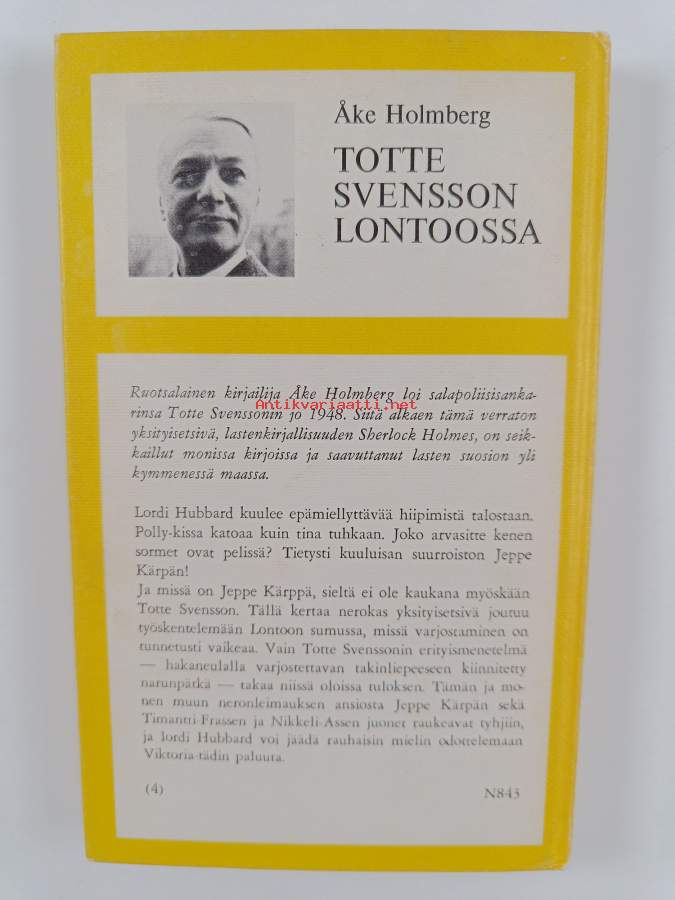 Åke Holmberg
TOTTE
SVENSSON
LONTOOSSA
Ruotsalainen kirjailija Åke Holmberg loi salapoliisisanka-
rinsa Totte Svenssonin jo 1948. Siitä alkaen tämä verraton
Antikvariaatti.net
yksityisetsivä, lastenkirjallisuuden Sherlock Holmes, on seik-
kaillut monissa kirjoissa ja saavuttanut lasten suosion yli
kymmenessä maassa.
Lordi Hubbard kuulee epämiellyttävää hiipimistä talostaan.
Polly-kissa katoaa kuin tina tuhkaan. Joko arvasitte kenen
sormet ovat pelissä? Tietysti kuuluisan suurroiston Jeppe
Kärpän!
Ja missä on Jeppe Kärppä, sieltä ei ole kaukana myöskään
Totte Svensson. Tällä kertaa nerokas yksityisetsivä joutuu
työskentelemään Lontoon sumussa, missä varjostaminen on
tunnetusti vaikeaa. Vain Totte Svenssonin erityismenetelmä
— hakaneulalla varjostettavan takinliepeeseen kiinnitetty
narunpätkä — takaa niissä oloissa tuloksen. Tämän ja mo-
nen muun neronleimauksen ansiosta Jeppe Kärpän sekä
Timantti-Frassen ja Nikkeli-Assen juonet raukeavat tyhjiin,
ja lordi Hubbard voi jäädä rauhaisin mielin odottelemaan
Viktoria-tädin paluuta.
(4) N843